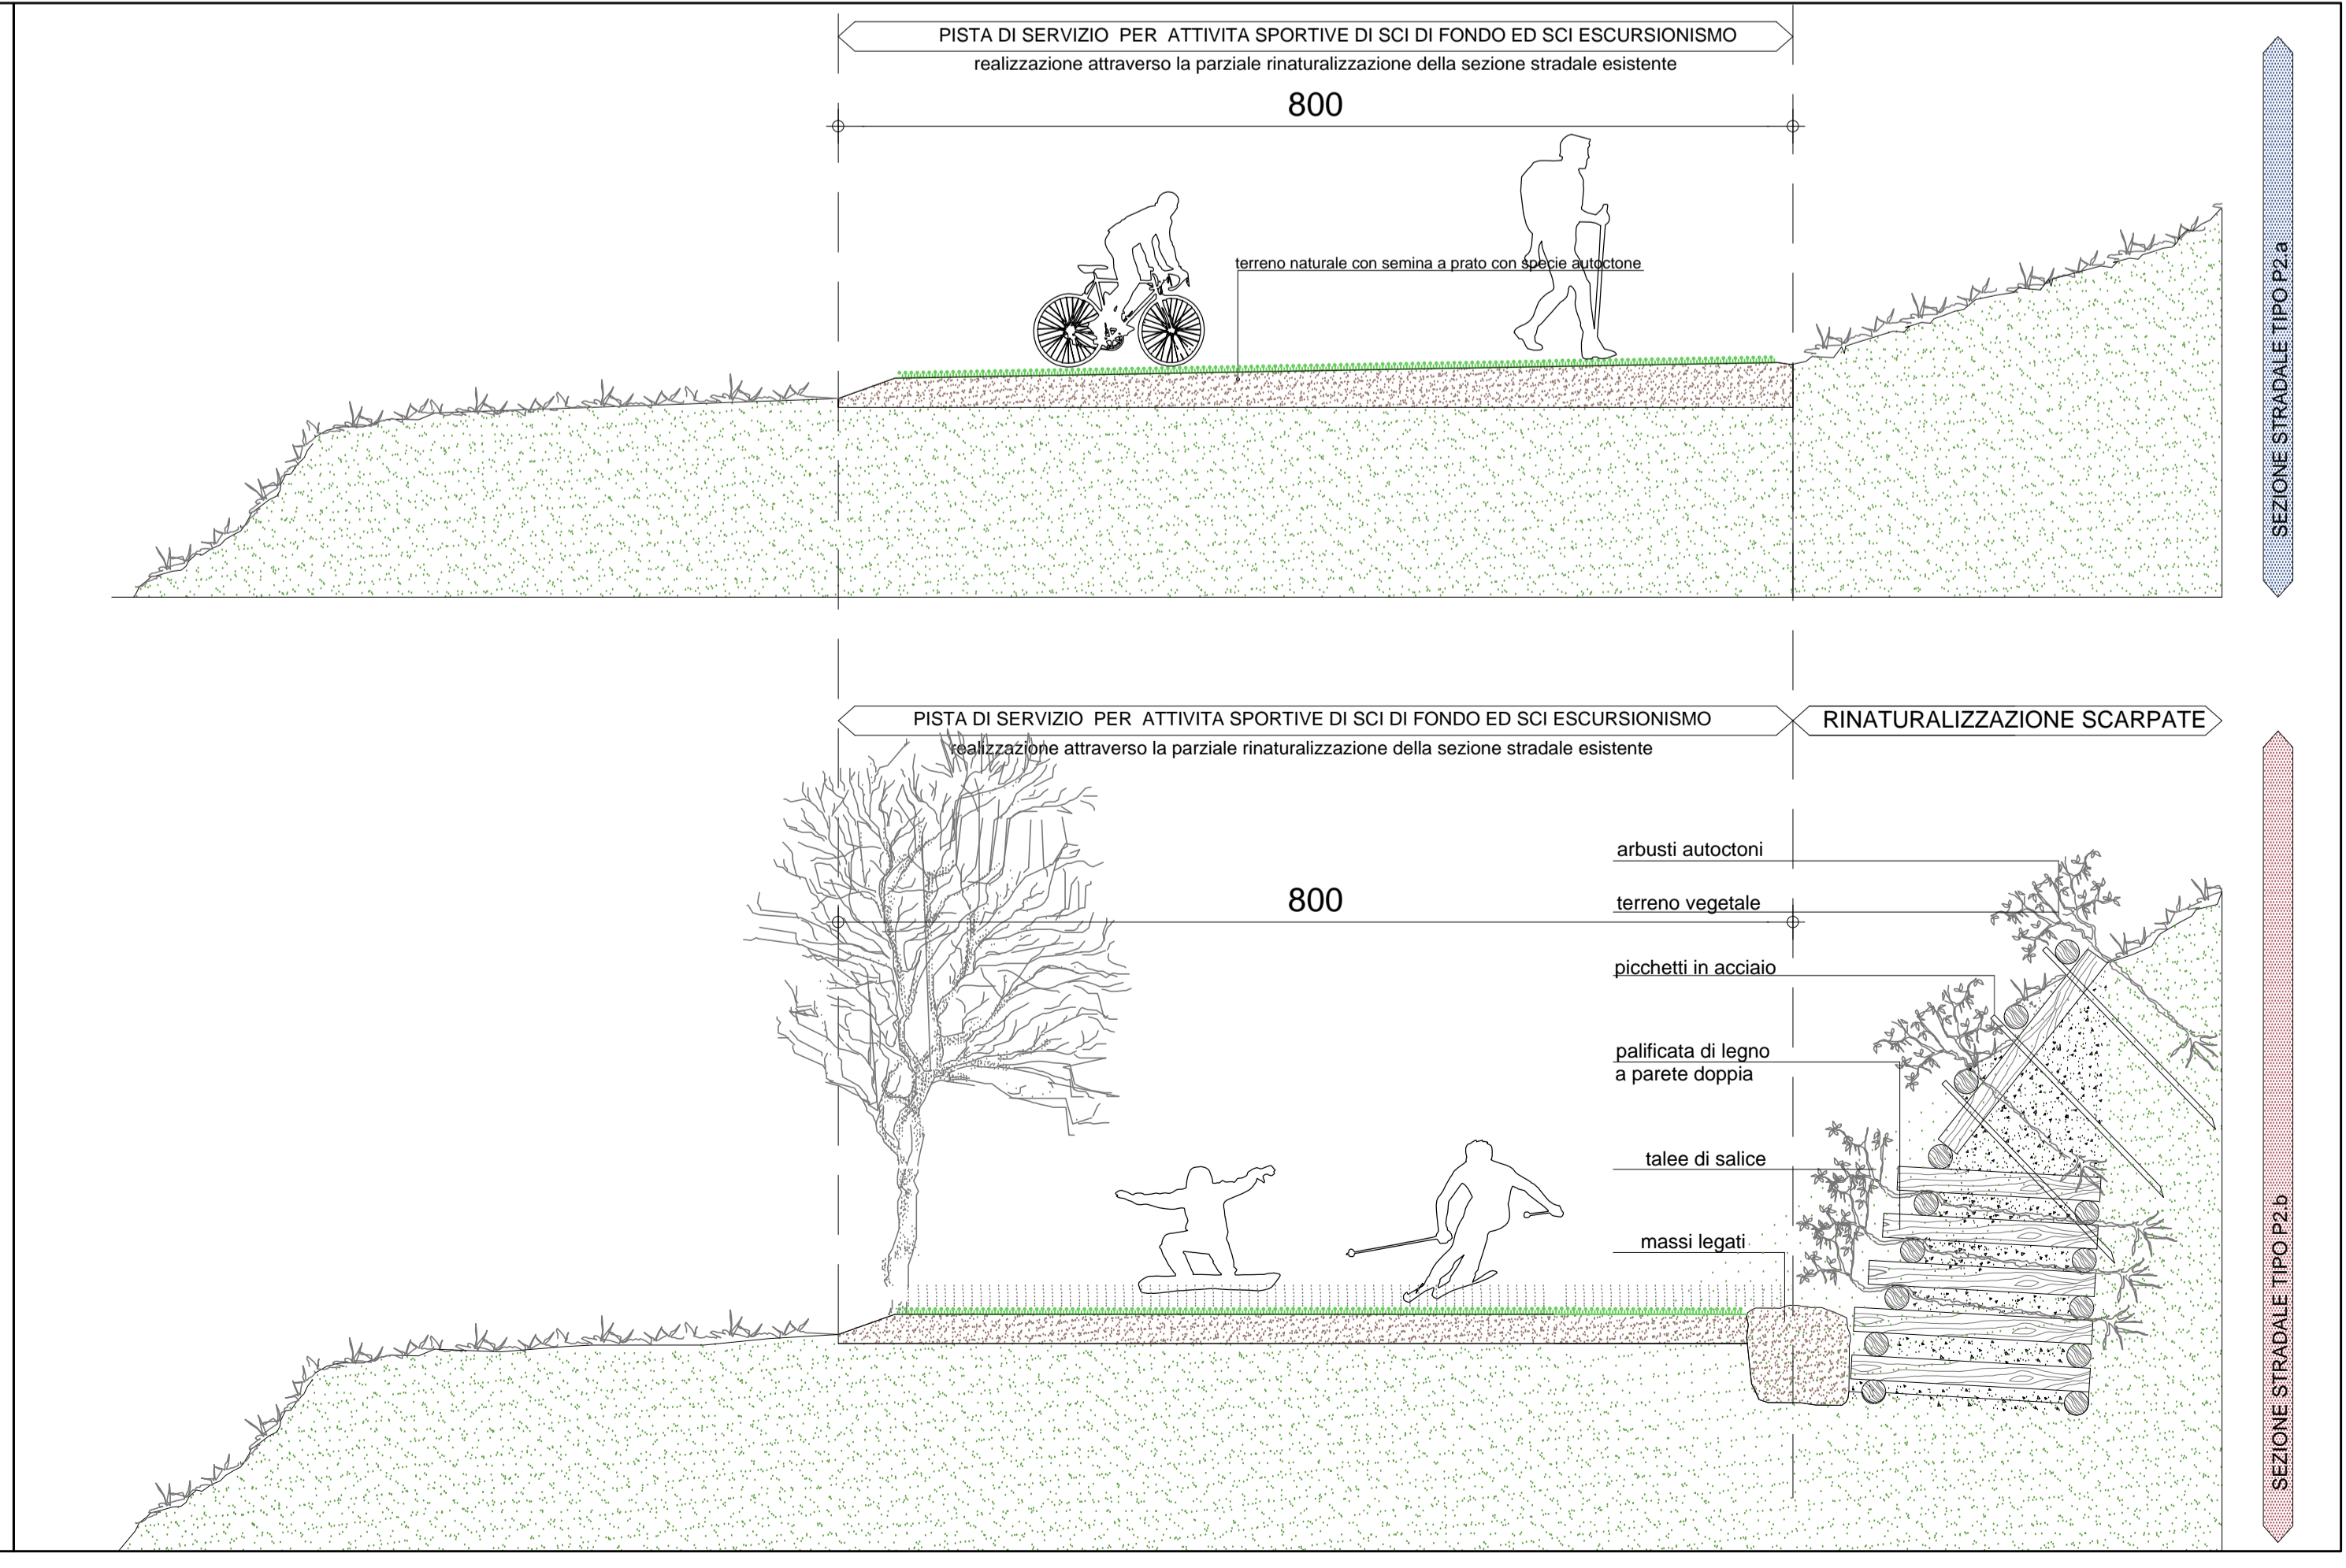 PISTA DI SERVIZIO PER ATTIVITA SPORTIVE DI SCI DI FONDO ED SCI ESCURSIONISMO
realizzazione attraverso la parziale rinaturalizzazione della sezione stradale esistente
800
terreno naturale con semina a prato con specie autoctone
SEZIONE STRADALE TIPO P2.a
PISTA DI SERVIZIO PER ATTIVITA SPORTIVE DI SCI DI FONDO ED SCI ESCURSIONISMO
RINATURALIZZAZIONE SCARPATE
realizzazione attraverso la parziale rinaturalizzazione della sezione stradale esistente
800
arbusti autoctoni
terreno vegetale
picchetti in acciaio
palificata di legno
a parete doppia
talee di salice
massi legati
SEZIONE STRADALE TIPO P2.b